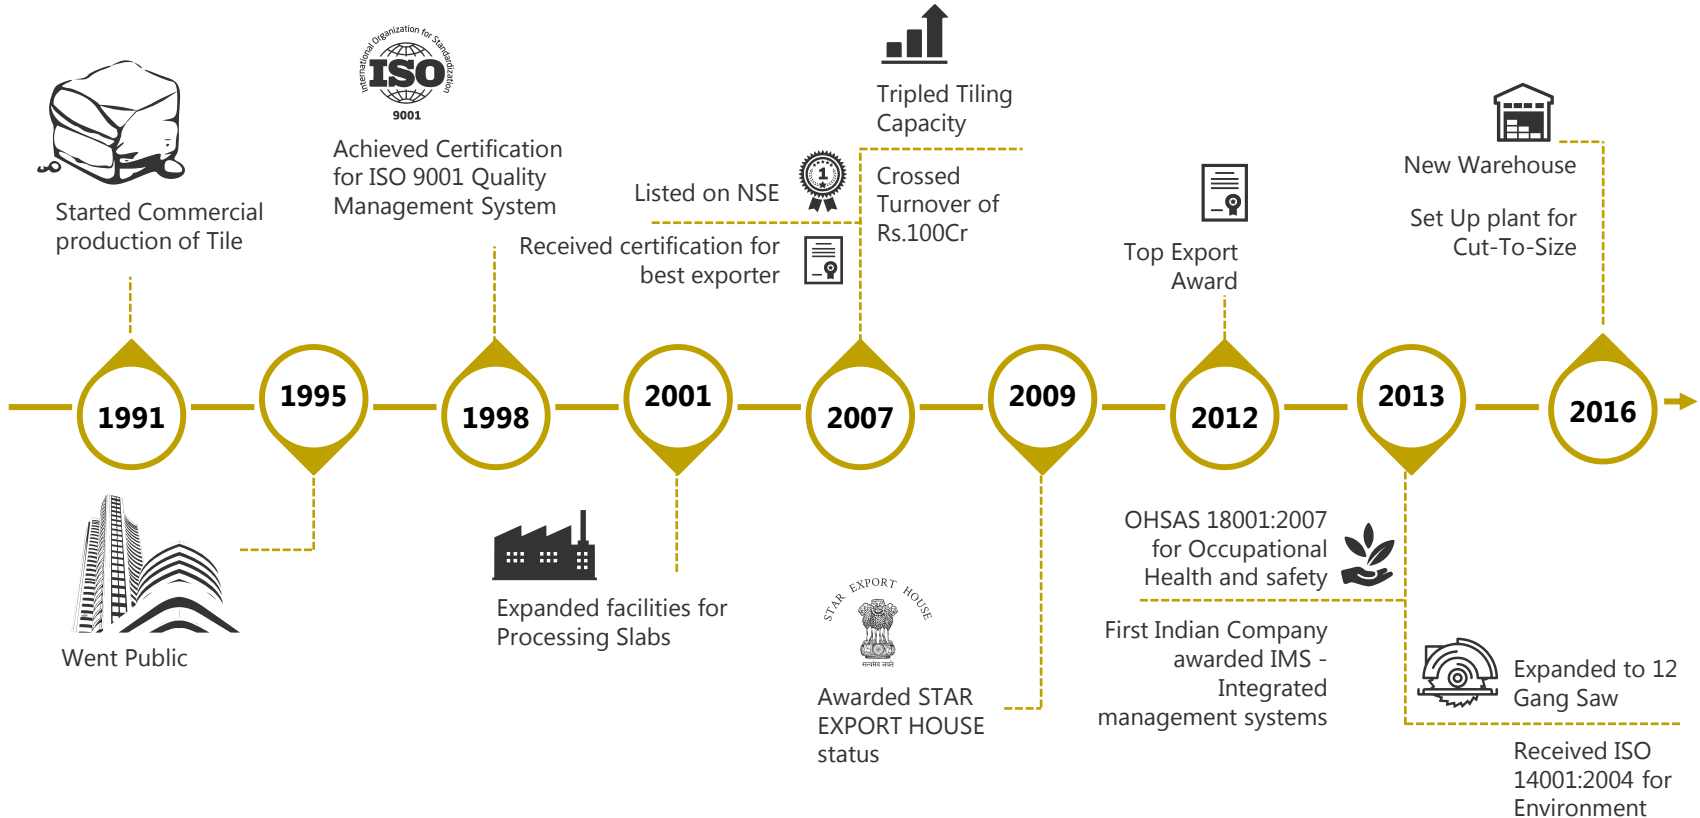 International Organization for Standardization
ISO
9001
Started Commercial
production of Tile
Achieved Certification
for ISO 9001 Quality
Management System
Listed on NSE
1
Received certification for
best exporter
Tripled Tiling
Capacity
Crossed
Turnover of
Rs.100Cr
Top Export
Award
New Warehouse
Set Up plant for
Cut-To-Size
1991
1995
1998
2001
2007
2009
2012
2013
2016
Went Public
Expanded facilities for
Processing Slabs
STAR EXPORT HOUSE
सत्यमेव जयते
Awarded STAR
EXPORT HOUSE
status
OHSAS 18001:2007
for Occupational
Health and safety
First Indian Company
awarded IMS -
Integrated
management systems
Expanded to 12
Gang Saw
Received ISO
14001:2004 for
Environment